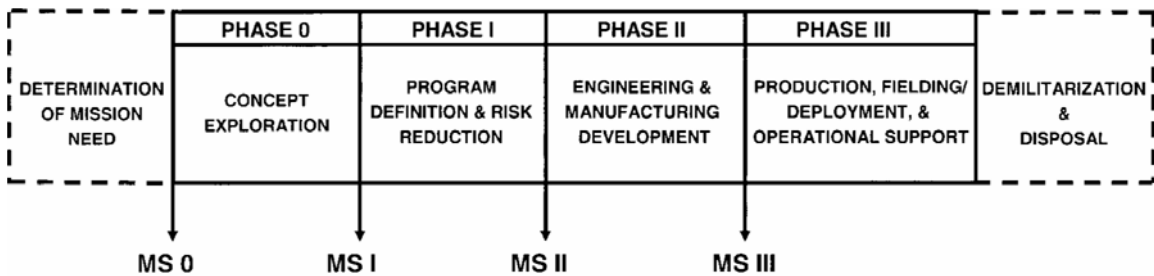 PHASE 0
PHASE I
PHASE II
PHASE III
DETERMINATION
OF MISSION
NEED
CONCEPT
EXPLORATION
PROGRAM
DEFINITION & RISK
REDUCTION
ENGINEERING &
MANUFACTURING
DEVELOPMENT
PRODUCTION, FIELDING/
DEPLOYMENT, &
OPERATIONAL SUPPORT
DEMILITARIZATION
&
DISPOSAL
MS 0
MS I
MS II
MS III